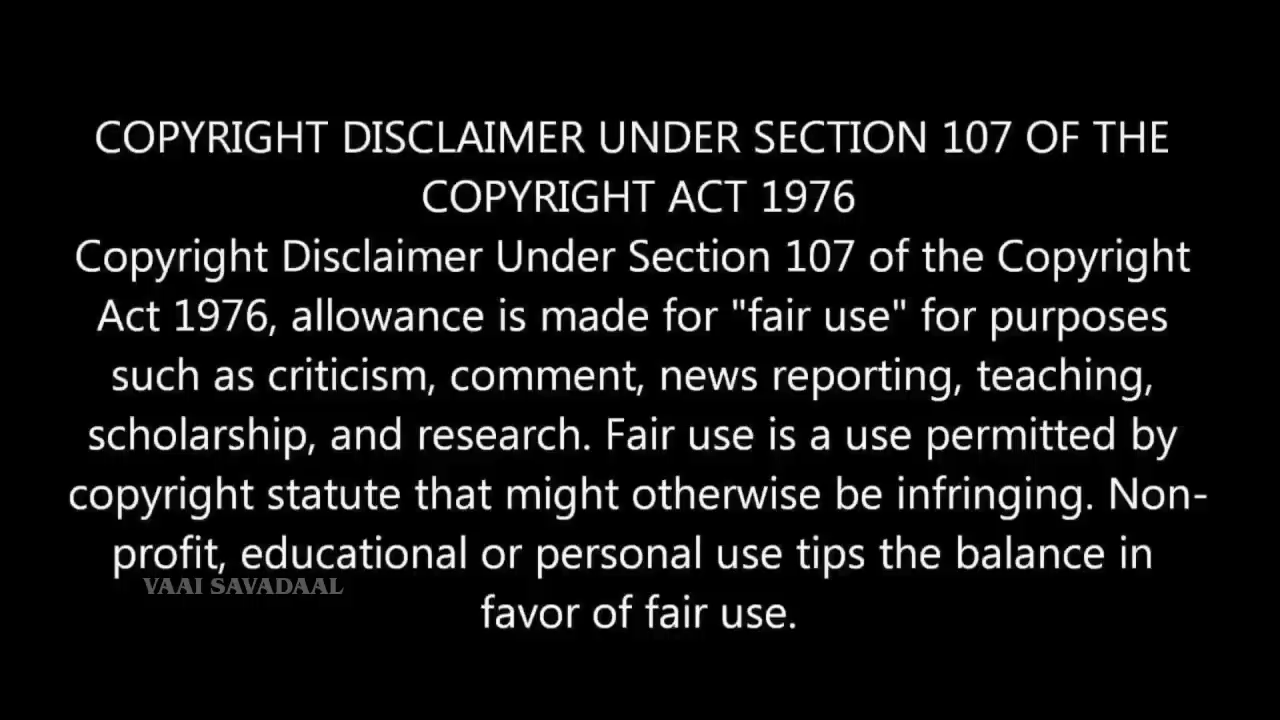 COPYRIGHT DISCLAIMER UNDER SECTION 107 OF THE
COPYRIGHT ACT 1976
Copyright Disclaimer Under Section 107 of the Copyright
Act 1976, allowance is made for "fair use" for purposes
such as criticism, comment, news reporting, teaching,
scholarship, and research. Fair use is a use permitted by
copyright statute that might otherwise be infringing. Non-
profit, educational or personal use tips the balance in
VAAI SAVADAAL
favor of fair use.